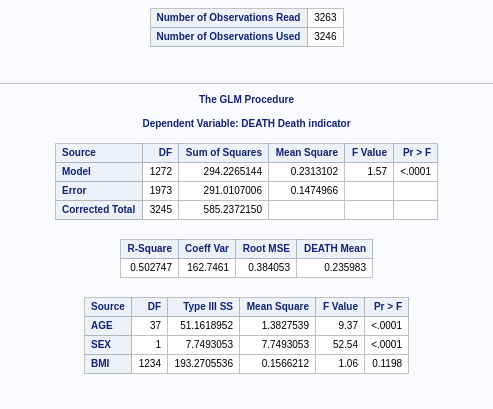 Number of Observations Read 3263
Number of Observations Used 3246
The GLM Procedure
Dependent Variable: DEATH Death indicator
Source DF Sum of Squares Mean Square F Value Pr > F
Model 1272 294.2265144 0.2313102 1.57 <.0001
Error 1973 291.0107006 0.1474966
Corrected Total 3245 585.2372150
R-Square Coeff Var Root MSE DEATH Mean
0.502747 162.7461 0.384053 0.235983
Source DF Type III SS Mean Square F Value Pr > F
AGE 37 51.1618952 1.3827539 9.37 <.0001
SEX 1 7.7493053 7.7493053 52.54 <.0001
BMI 1234 193.2705536 0.1566212 1.06 0.1198